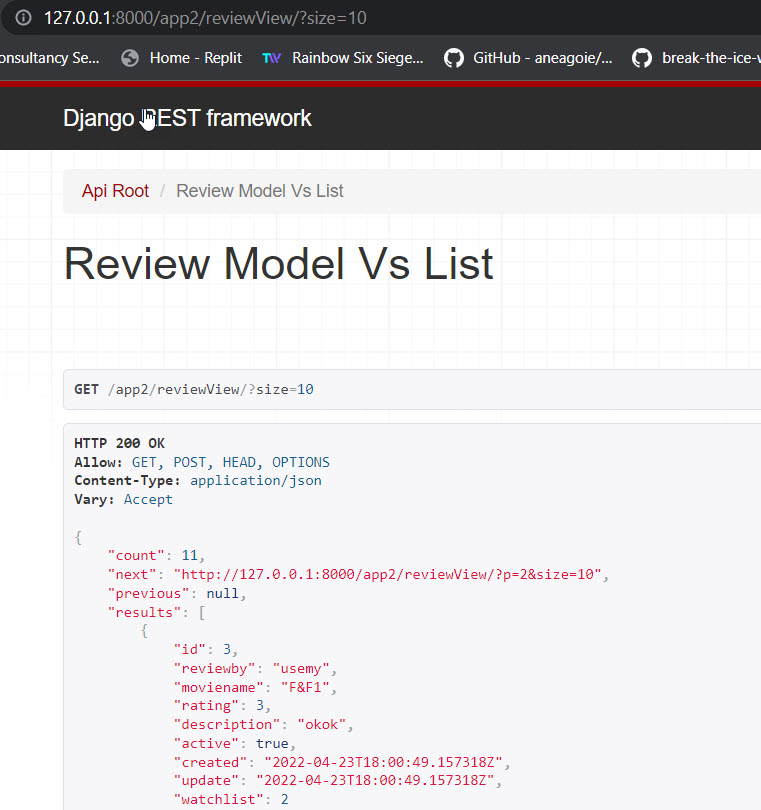 127.0.0.1:8000/app2/reviewView/?size=10
onsultancy Se... Home - Replit Rainbow Six Siege... GitHub - aneagoie/... break-the-ice-w
Django REST framework
Api Root / Review Model Vs List
Review Model Vs List
GET /app2/reviewView/?size=10
HTTP 200 OK
Allow: GET, POST, HEAD, OPTIONS
Content-Type: application/json
Vary: Accept
{
"count": 11,
"next": "http://127.0.0.1:8000/app2/reviewView/?p=2&size=10",
"previous": null,
"results": [
{
"id": 3,
"reviewby": "usemy",
"moviename": "F&F1",
"rating": 3,
"description": "okok",
"active": true,
"created": "2022-04-23T18:00:49.157318Z",
"update": "2022-04-23T18:00:49.157318Z",
"watchlist": 2